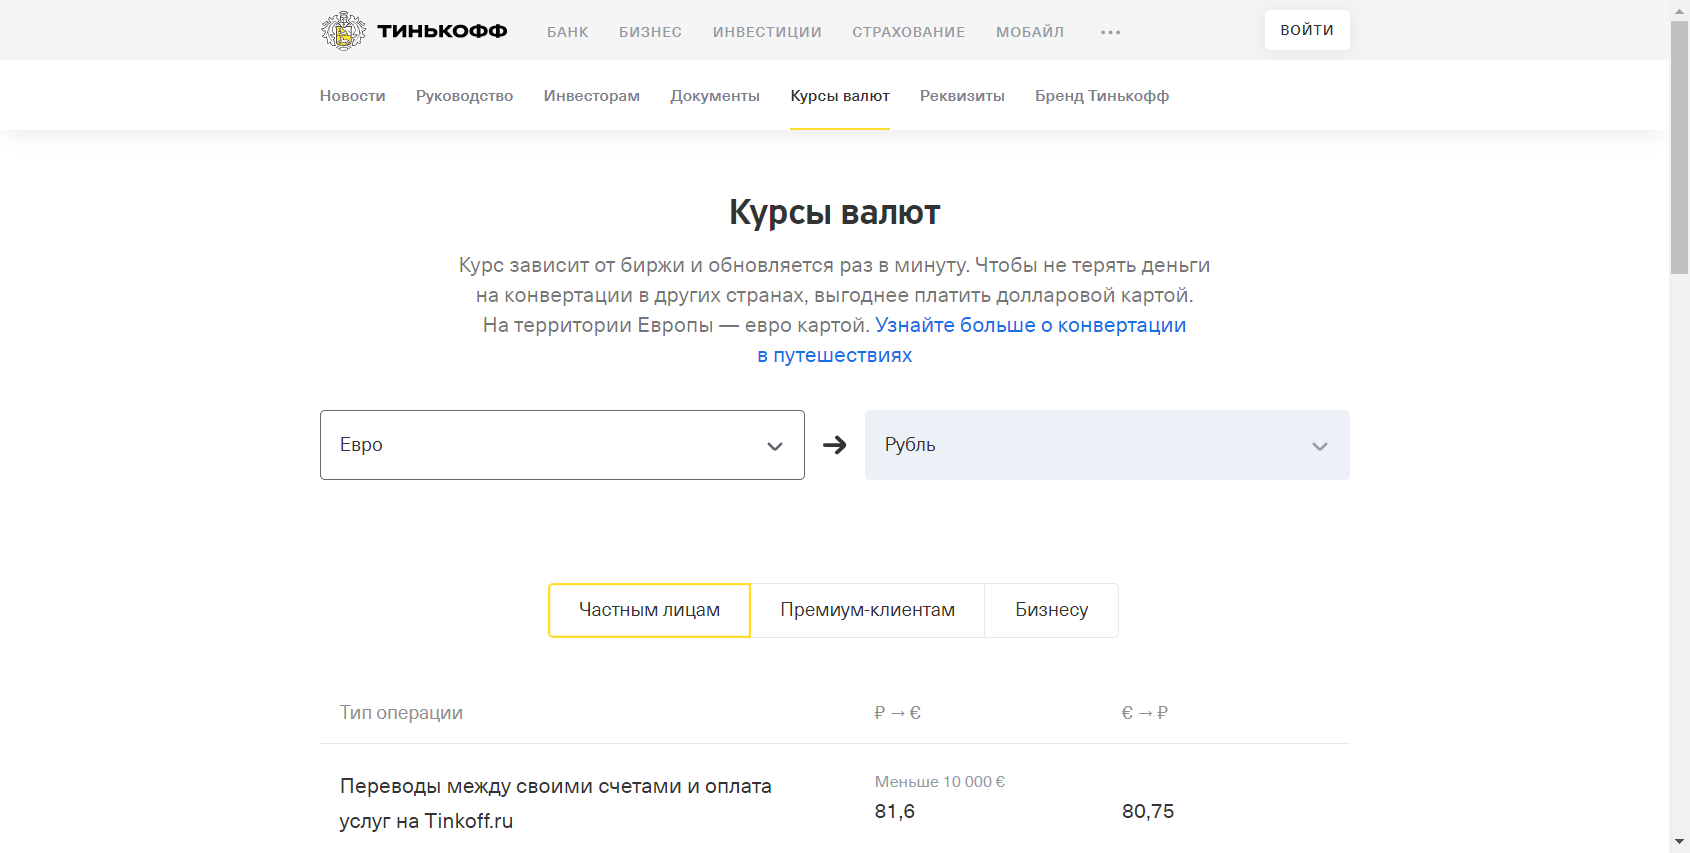 ТИНЬКОФФ
БАНК БИЗНЕС ИНВЕСТИЦИИ СТРАХОВАНИЕ МОБАЙЛ ••• ВОЙТИ
Новости Руководство Инвесторам Документы Курсы валют Реквизиты Бренд Тинькофф
Курсы валют
Курс зависит от биржи и обновляется раз в минуту. Чтобы не терять деньги
на конвертации в других странах, выгоднее платить долларовой картой.
На территории Европы — евро картой. Узнайте больше о конвертации
в путешествиях
Евро → Рубль
Частным лицам Премиум-клиентам Бизнесу
Тип операции ₽ → € € → ₽
Переводы между своими счетами и оплата
услуг на Tinkoff.ru
Меньше 10 000 €
81,6 80,75